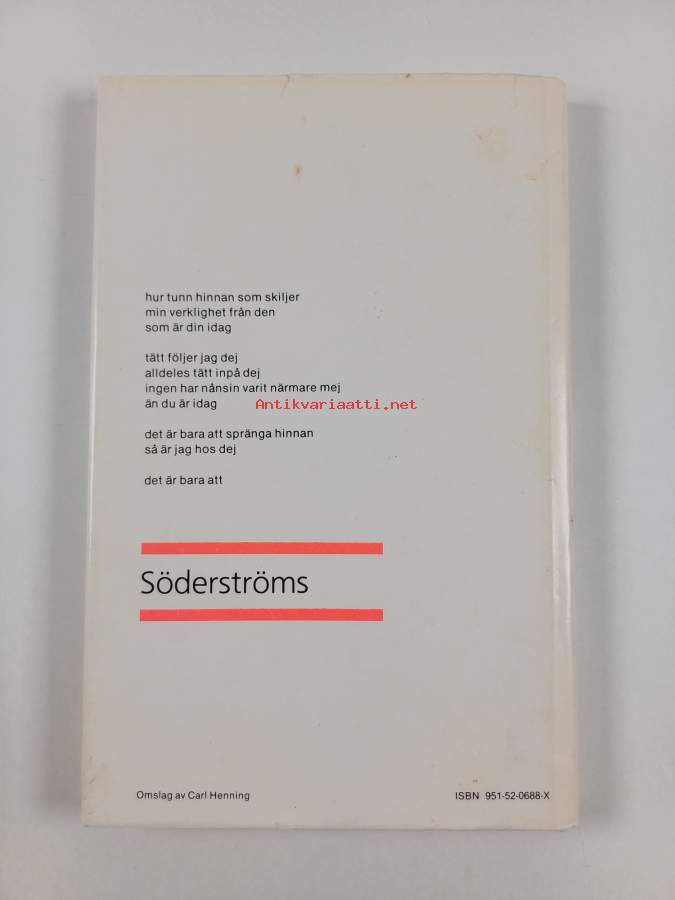 hur tunn hinnan som skiljer
min verklighet från den
som är din idag
tätt följer jag dej
alldeles tätt inpå dej
ingen har nånsin varit närmare mej
än du är idag
Antikvariaatti.net
det är bara att spränga hinnan
så är jag hos dej
det är bara att
Söderströms
Omslag av Carl Henning
ISBN 951-52-0688-X